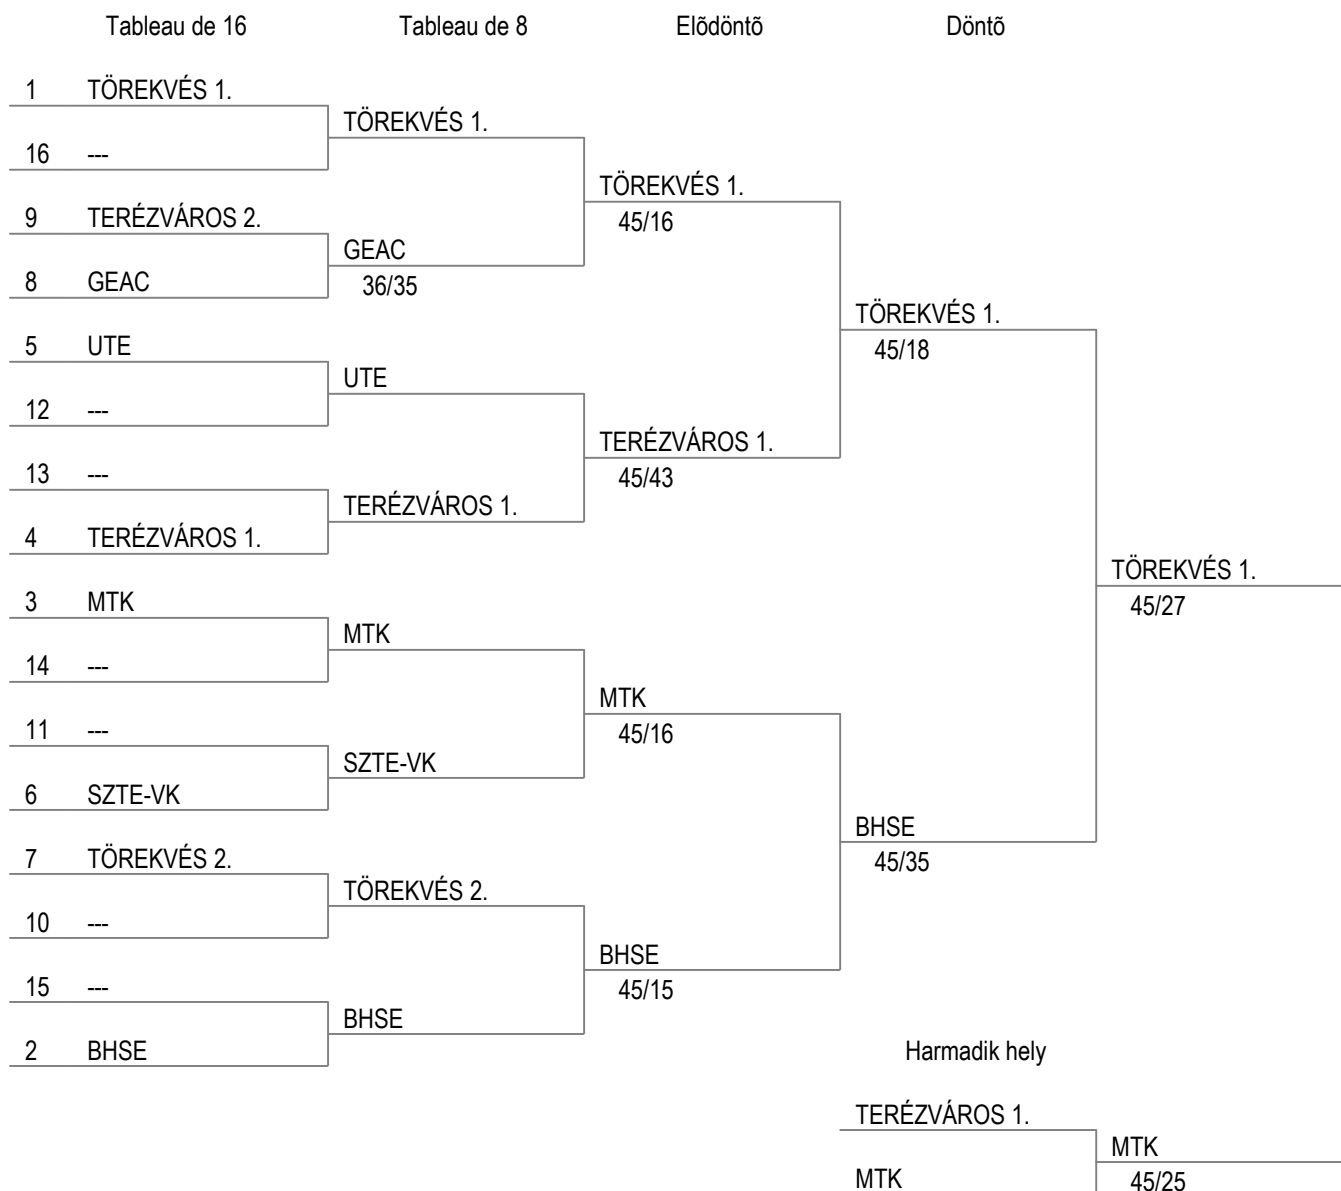 Tableau de 16 Tableau de 8 Elõdöntõ Döntõ
1 TÖREKVÉS 1.
TÖREKVÉS 1.
16 ---
TÖREKVÉS 1.
9 TERÉZVÁROS 2.
45/16
GEAC
8 GEAC
36/35
TÖREKVÉS 1.
5 UTE
45/18
UTE
12 ---
TERÉZVÁROS 1.
13 ---
45/43
TERÉZVÁROS 1.
4 TERÉZVÁROS 1.
TÖREKVÉS 1.
3 MTK
45/27
MTK
14 ---
MTK
11 ---
45/16
SZTE-VK
6 SZTE-VK
BHSE
7 TÖREKVÉS 2.
45/35
TÖREKVÉS 2.
10 ---
BHSE
15 ---
45/15
BHSE
2 BHSE
Harmadik hely
TERÉZVÁROS 1.
MTK
MTK
45/25